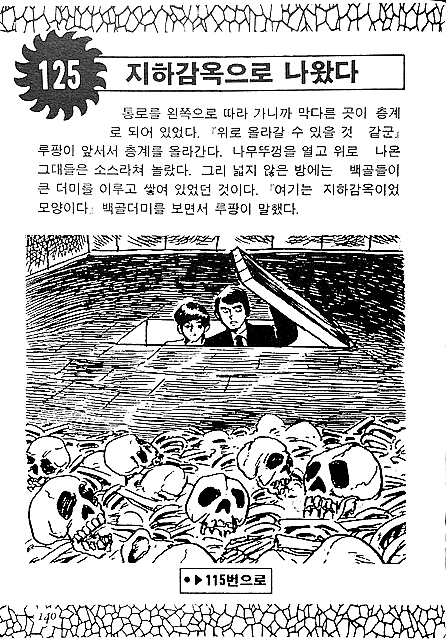 125
지하감옥으로 나왔다
통로를 왼쪽으로 따라 가니까 막다른 곳이 층계
로 되어 있었다. 『위로 올라갈 수 있을 것 같군』
루팡이 앞서서 층계를 올라간다. 나무뚜껑을 열고 위로 나온
그대들은 소스라쳐 놀랐다. 그리 넓지 않은 방에는 백골들이
큰 더미를 이루고 쌓여 있었던 것이다. 『여기는 지하감옥이었던
모양이다』 백골더미를 보면서 루팡이 말했다.
●▶115번으로
140